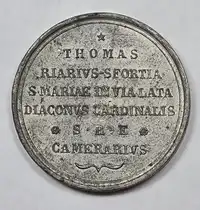 THOMAS
RIARIVS·SFORTIA
S·MARIAE IN VIA LATA
DIACONVS CARDINALIS
S·R·E
CAMERARIVS